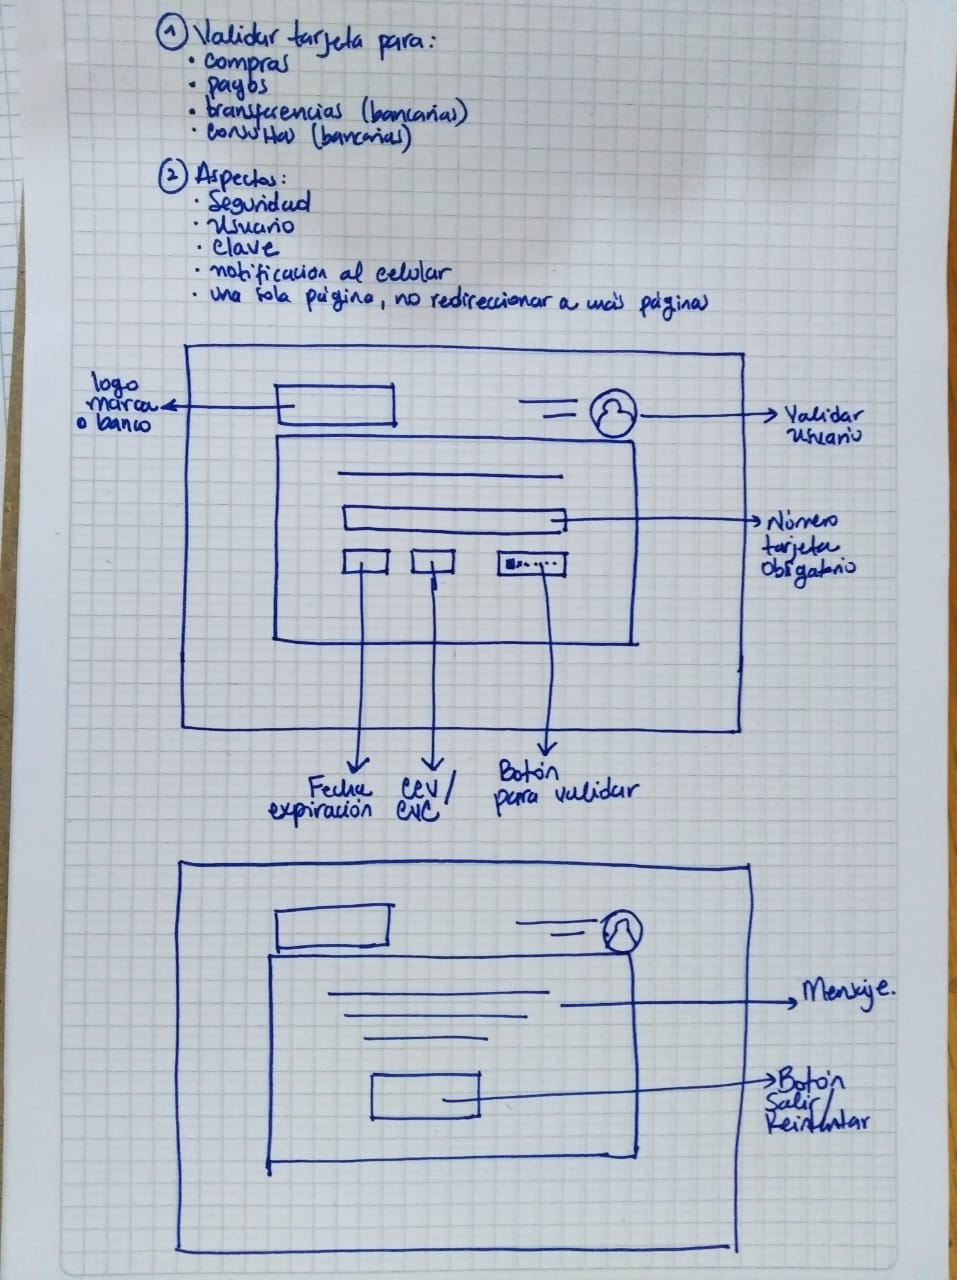 ① Validar tarjeta para:
• compras
• pagos
• transferencias (bancarias)
• consultas (bancarias)
② Aspectos:
• Seguridad
• Usuario
• clave
• notificacion al celular
• una sola página, no redireccionar a más páginas
logo
marca
o banco
Validar
usuario
Número
tarjeta
obligatorio
Fecha
expiración
CCV/
CVC
Botón
para validar
Mensaje.
Botón
Salir/
Reintentar